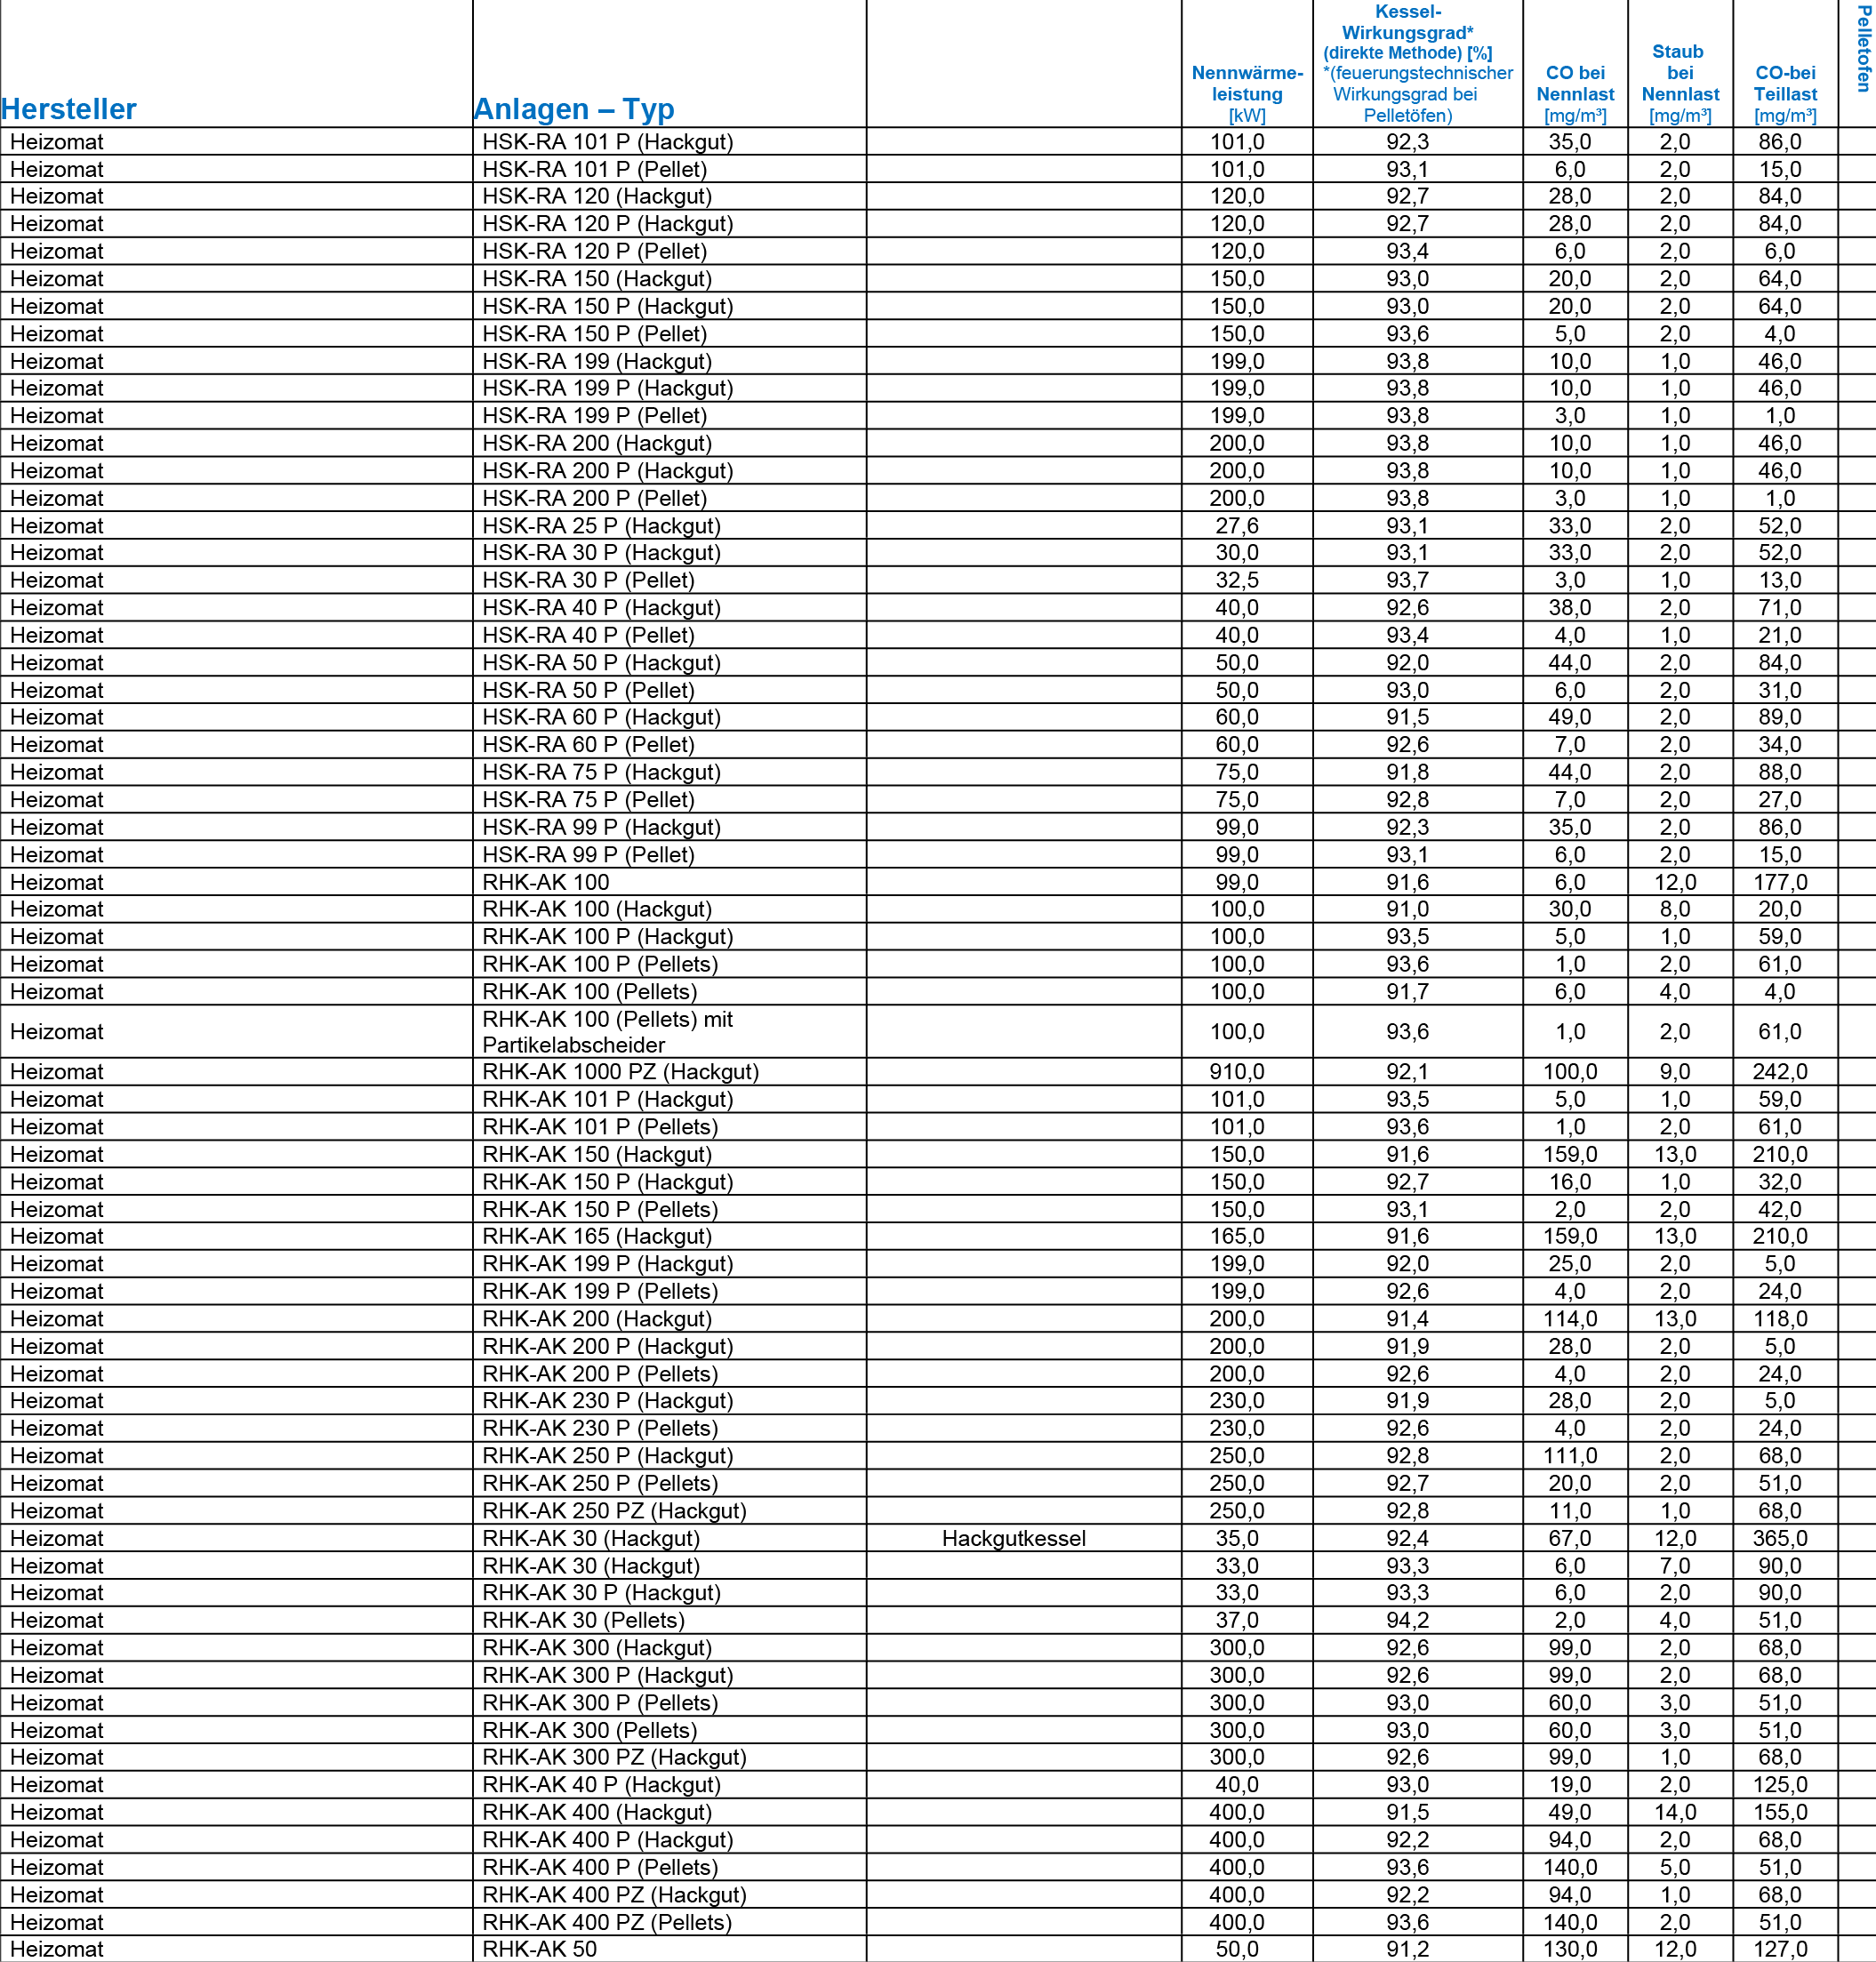 Hersteller Anlagen – Typ Nennwärme-leistung [kW] Kessel-Wirkungsgrad* (direkte Methode) [%] *(feuerungstechnischer Wirkungsgrad bei Pelletöfen) CO bei Nennlast [mg/m³] Staub bei Nennlast [mg/m³] CO-bei Teillast [mg/m³] Pelletofen
Heizomat HSK-RA 101 P (Hackgut) 101,0 92,3 35,0 2,0 86,0
Heizomat HSK-RA 101 P (Pellet) 101,0 93,1 6,0 2,0 15,0
Heizomat HSK-RA 120 (Hackgut) 120,0 92,7 28,0 2,0 84,0
Heizomat HSK-RA 120 P (Hackgut) 120,0 92,7 28,0 2,0 84,0
Heizomat HSK-RA 120 P (Pellet) 120,0 93,4 6,0 2,0 6,0
Heizomat HSK-RA 150 (Hackgut) 150,0 93,0 20,0 2,0 64,0
Heizomat HSK-RA 150 P (Hackgut) 150,0 93,0 20,0 2,0 64,0
Heizomat HSK-RA 150 P (Pellet) 150,0 93,6 5,0 2,0 4,0
Heizomat HSK-RA 199 (Hackgut) 199,0 93,8 10,0 1,0 46,0
Heizomat HSK-RA 199 P (Hackgut) 199,0 93,8 10,0 1,0 46,0
Heizomat HSK-RA 199 P (Pellet) 199,0 93,8 3,0 1,0 1,0
Heizomat HSK-RA 200 (Hackgut) 200,0 93,8 10,0 1,0 46,0
Heizomat HSK-RA 200 P (Hackgut) 200,0 93,8 10,0 1,0 46,0
Heizomat HSK-RA 200 P (Pellet) 200,0 93,8 3,0 1,0 1,0
Heizomat HSK-RA 25 P (Hackgut) 27,6 93,1 33,0 2,0 52,0
Heizomat HSK-RA 30 P (Hackgut) 30,0 93,1 33,0 2,0 52,0
Heizomat HSK-RA 30 P (Pellet) 32,5 93,7 3,0 1,0 13,0
Heizomat HSK-RA 40 P (Hackgut) 40,0 92,6 38,0 2,0 71,0
Heizomat HSK-RA 40 P (Pellet) 40,0 93,4 4,0 1,0 21,0
Heizomat HSK-RA 50 P (Hackgut) 50,0 92,0 44,0 2,0 84,0
Heizomat HSK-RA 50 P (Pellet) 50,0 93,0 6,0 2,0 31,0
Heizomat HSK-RA 60 P (Hackgut) 60,0 91,5 49,0 2,0 89,0
Heizomat HSK-RA 60 P (Pellet) 60,0 92,6 7,0 2,0 34,0
Heizomat HSK-RA 75 P (Hackgut) 75,0 91,8 44,0 2,0 88,0
Heizomat HSK-RA 75 P (Pellet) 75,0 92,8 7,0 2,0 27,0
Heizomat HSK-RA 99 P (Hackgut) 99,0 92,3 35,0 2,0 86,0
Heizomat HSK-RA 99 P (Pellet) 99,0 93,1 6,0 2,0 15,0
Heizomat RHK-AK 100 99,0 91,6 6,0 12,0 177,0
Heizomat RHK-AK 100 (Hackgut) 100,0 91,0 30,0 8,0 20,0
Heizomat RHK-AK 100 P (Hackgut) 100,0 93,5 5,0 1,0 59,0
Heizomat RHK-AK 100 P (Pellets) 100,0 93,6 1,0 2,0 61,0
Heizomat RHK-AK 100 (Pellets) 100,0 91,7 6,0 4,0 4,0
Heizomat RHK-AK 100 (Pellets) mit Partikelabscheider 100,0 93,6 1,0 2,0 61,0
Heizomat RHK-AK 1000 PZ (Hackgut) 910,0 92,1 100,0 9,0 242,0
Heizomat RHK-AK 101 P (Hackgut) 101,0 93,5 5,0 1,0 59,0
Heizomat RHK-AK 101 P (Pellets) 101,0 93,6 1,0 2,0 61,0
Heizomat RHK-AK 150 (Hackgut) 150,0 91,6 159,0 13,0 210,0
Heizomat RHK-AK 150 P (Hackgut) 150,0 92,7 16,0 1,0 32,0
Heizomat RHK-AK 150 P (Pellets) 150,0 93,1 2,0 2,0 42,0
Heizomat RHK-AK 165 (Hackgut) 165,0 91,6 159,0 13,0 210,0
Heizomat RHK-AK 199 P (Hackgut) 199,0 92,0 25,0 2,0 5,0
Heizomat RHK-AK 199 P (Pellets) 199,0 92,6 4,0 2,0 24,0
Heizomat RHK-AK 200 (Hackgut) 200,0 91,4 114,0 13,0 118,0
Heizomat RHK-AK 200 P (Hackgut) 200,0 91,9 28,0 2,0 5,0
Heizomat RHK-AK 200 P (Pellets) 200,0 92,6 4,0 2,0 24,0
Heizomat RHK-AK 230 P (Hackgut) 230,0 91,9 28,0 2,0 5,0
Heizomat RHK-AK 230 P (Pellets) 230,0 92,6 4,0 2,0 24,0
Heizomat RHK-AK 250 P (Hackgut) 250,0 92,8 111,0 2,0 68,0
Heizomat RHK-AK 250 P (Pellets) 250,0 92,7 20,0 2,0 51,0
Heizomat RHK-AK 250 PZ (Hackgut) 250,0 92,8 11,0 1,0 68,0
Heizomat RHK-AK 30 (Hackgut) Hackgutkessel 35,0 92,4 67,0 12,0 365,0
Heizomat RHK-AK 30 (Hackgut) 33,0 93,3 6,0 7,0 90,0
Heizomat RHK-AK 30 P (Hackgut) 33,0 93,3 6,0 2,0 90,0
Heizomat RHK-AK 30 (Pellets) 37,0 94,2 2,0 4,0 51,0
Heizomat RHK-AK 300 (Hackgut) 300,0 92,6 99,0 2,0 68,0
Heizomat RHK-AK 300 P (Hackgut) 300,0 92,6 99,0 2,0 68,0
Heizomat RHK-AK 300 P (Pellets) 300,0 93,0 60,0 3,0 51,0
Heizomat RHK-AK 300 (Pellets) 300,0 93,0 60,0 3,0 51,0
Heizomat RHK-AK 300 PZ (Hackgut) 300,0 92,6 99,0 1,0 68,0
Heizomat RHK-AK 40 P (Hackgut) 40,0 93,0 19,0 2,0 125,0
Heizomat RHK-AK 400 (Hackgut) 400,0 91,5 49,0 14,0 155,0
Heizomat RHK-AK 400 P (Hackgut) 400,0 92,2 94,0 2,0 68,0
Heizomat RHK-AK 400 P (Pellets) 400,0 93,6 140,0 5,0 51,0
Heizomat RHK-AK 400 PZ (Hackgut) 400,0 92,2 94,0 1,0 68,0
Heizomat RHK-AK 400 PZ (Pellets) 400,0 93,6 140,0 2,0 51,0
Heizomat RHK-AK 50 50,0 91,2 130,0 12,0 127,0